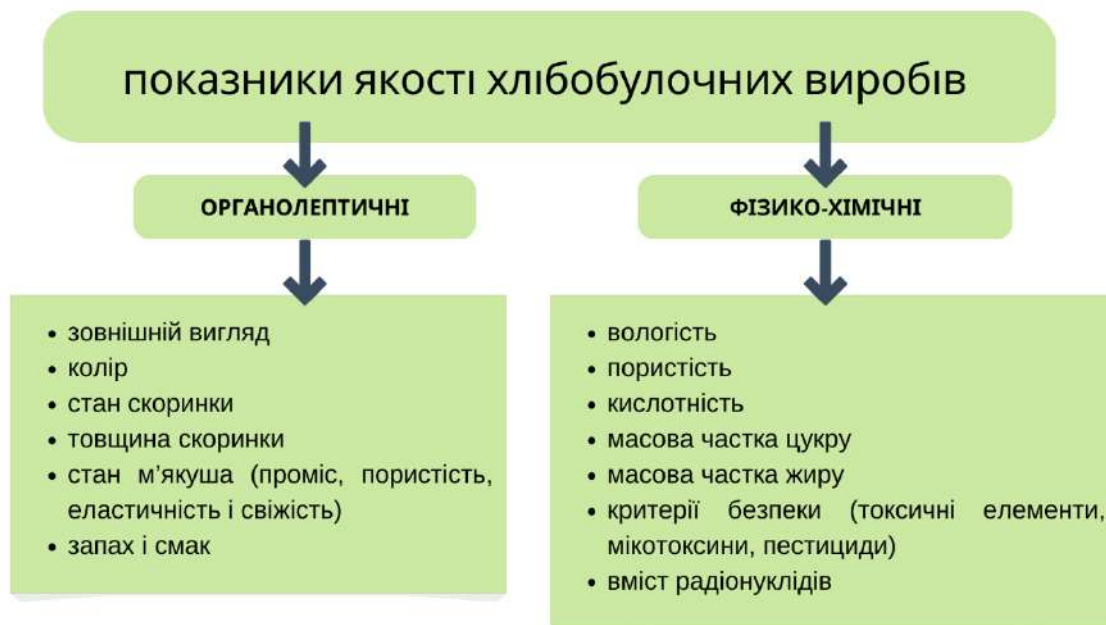 показники якості хлібобулочних виробів
ОРГАНОЛЕПТИЧНІ
• зовнішній вигляд
• колір
• стан скоринки
• товщина скоринки
• стан м’якуша (проміс, пористість,
еластичність і свіжість)
• запах і смак
ФІЗИКО-ХІМІЧНІ
• вологість
• пористість
• кислотність
• масова частка цукру
• масова частка жиру
• критерії безпеки (токсичні елементи,
мікотоксини, пестициди)
• вміст радіонуклідів